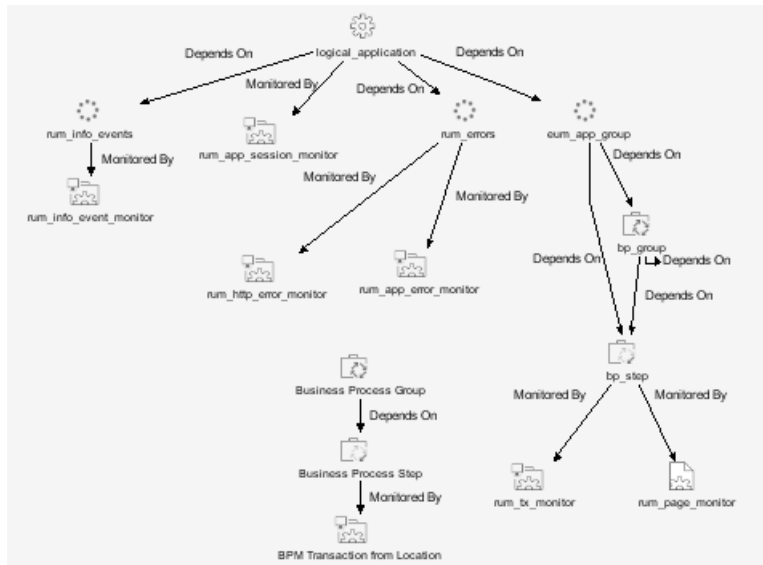 logical_application
Depends On
Depends On
Monitored By
Depends On
rum_info_events
rum_app_session_monitor
rum_errors
eum_app_group
Monitored By
Depends On
rum_info_event_monitor
Monitored By
Monitored By
bp_group
Depends On
Depends On
rum_http_error_monitor
rum_app_error_monitor
Depends On
bp_step
Business Process Group
Monitored By
Monitored By
Depends On
Business Process Step
Monitored By
rum_tx_monitor
rum_page_monitor
BPM Transaction from Location